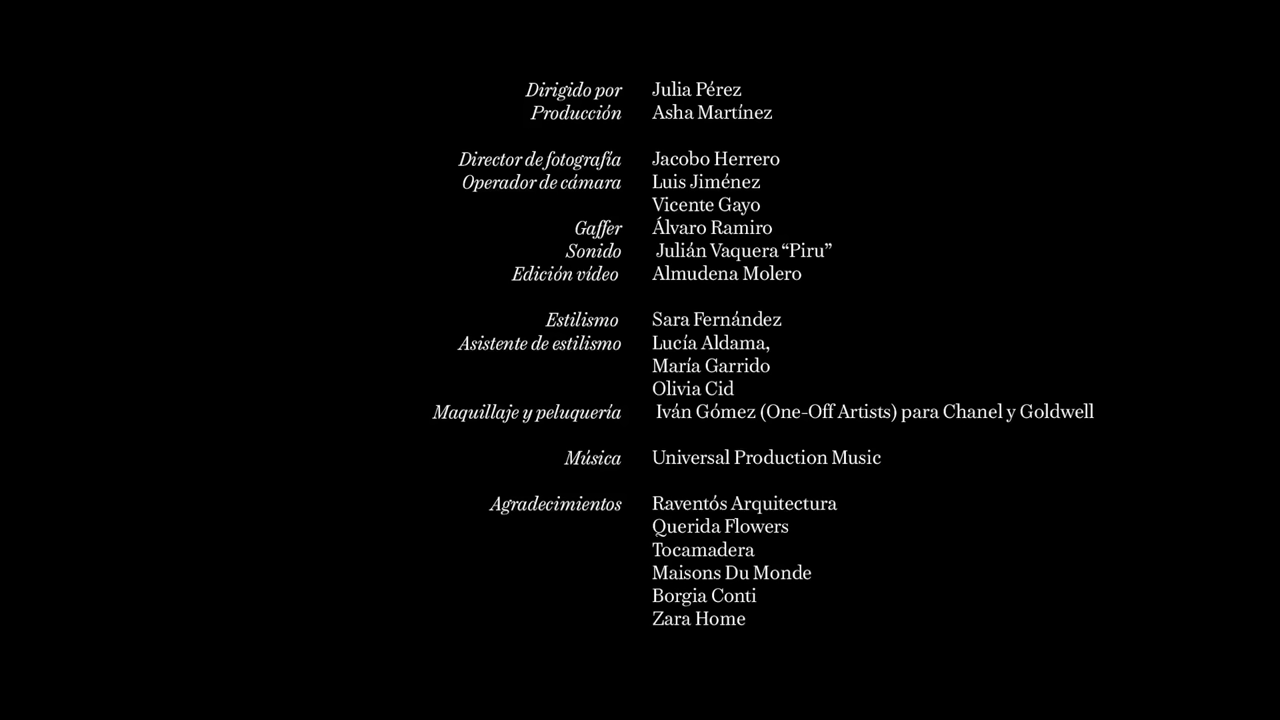 Dirigido por Julia Pérez
Producción Asha Martínez
Director de fotografía Jacobo Herrero
Operador de cámara Luis Jiménez
Vicente Gayo
Gaffer Álvaro Ramiro
Sonido Julián Vaquera “Piru”
Edición vídeo Almudena Molero
Estilismo Sara Fernández
Asistente de estilismo Lucía Aldama,
María Garrido
Olivia Cid
Maquillaje y peluquería Iván Gómez (One-Off Artists) para Chanel y Goldwell
Música Universal Production Music
Agradecimientos Raventós Arquitectura
Querida Flowers
Tocamadera
Maisons Du Monde
Borgia Conti
Zara Home